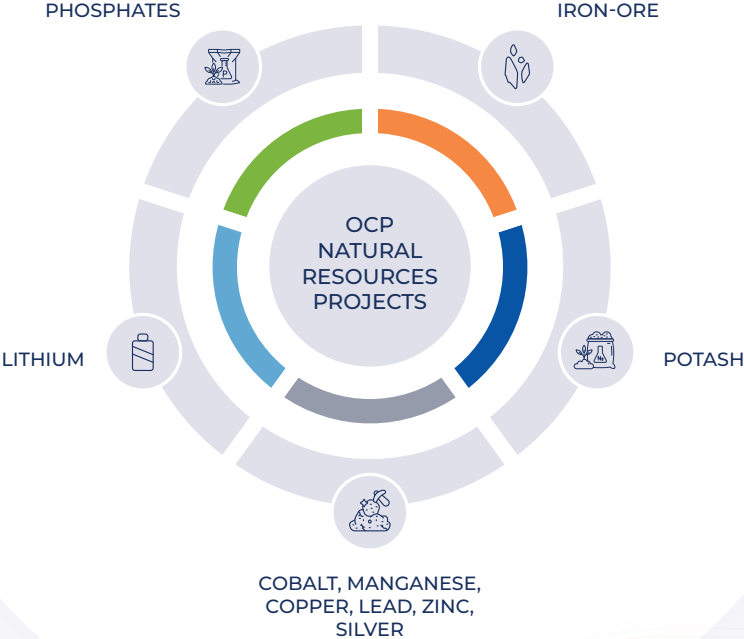 PHOSPHATES
IRON-ORE
OCP
NATURAL
RESOURCES
PROJECTS
LITHIUM
POTASH
COBALT, MANGANESE,
COPPER, LEAD, ZINC,
SILVER